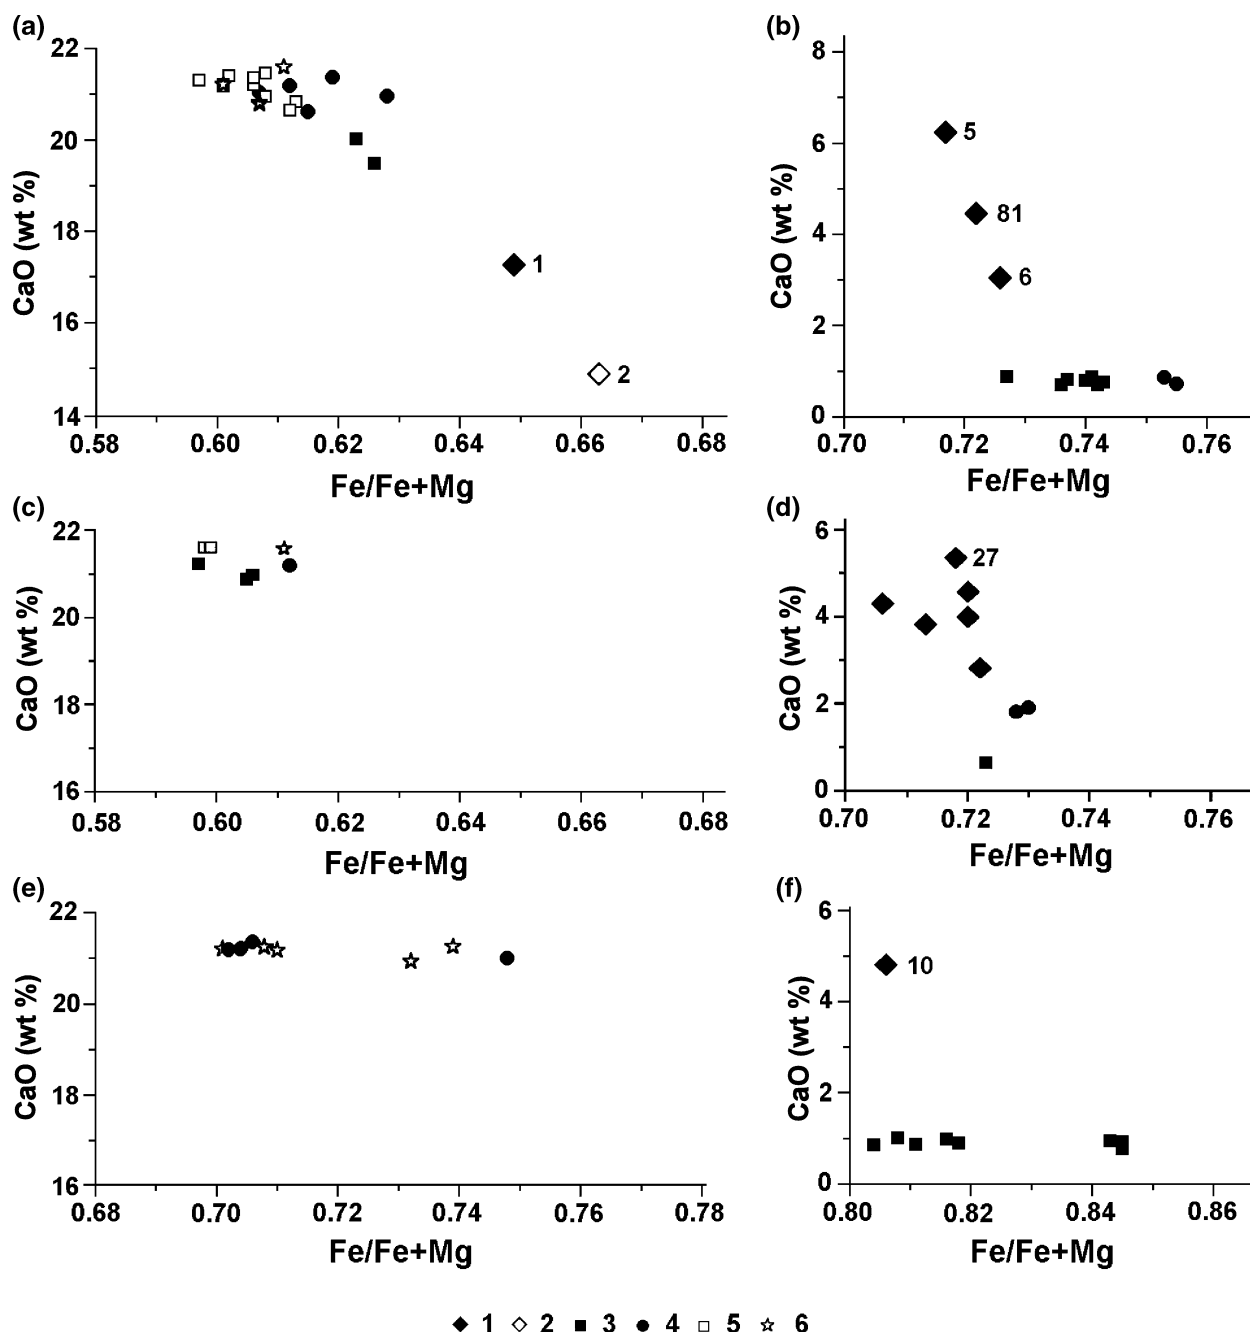 (a)
22
20
18
16
14
CaO (wt %)
1
2
0.58 0.60 0.62 0.64 0.66 0.68
Fe/Fe+Mg
(b)
8
6
4
2
0
CaO (wt %)
5
81
6
0.70 0.72 0.74 0.76
Fe/Fe+Mg
(c)
22
20
18
16
CaO (wt %)
0.58 0.60 0.62 0.64 0.66 0.68
Fe/Fe+Mg
(d)
6
4
2
0
CaO (wt %)
27
0.70 0.72 0.74 0.76
Fe/Fe+Mg
(e)
22
20
18
16
CaO (wt %)
0.68 0.70 0.72 0.74 0.76 0.78
Fe/Fe+Mg
(f)
6
4
2
0
CaO (wt %)
10
0.80 0.82 0.84 0.86
Fe/Fe+Mg
1 2 3 4 5 6